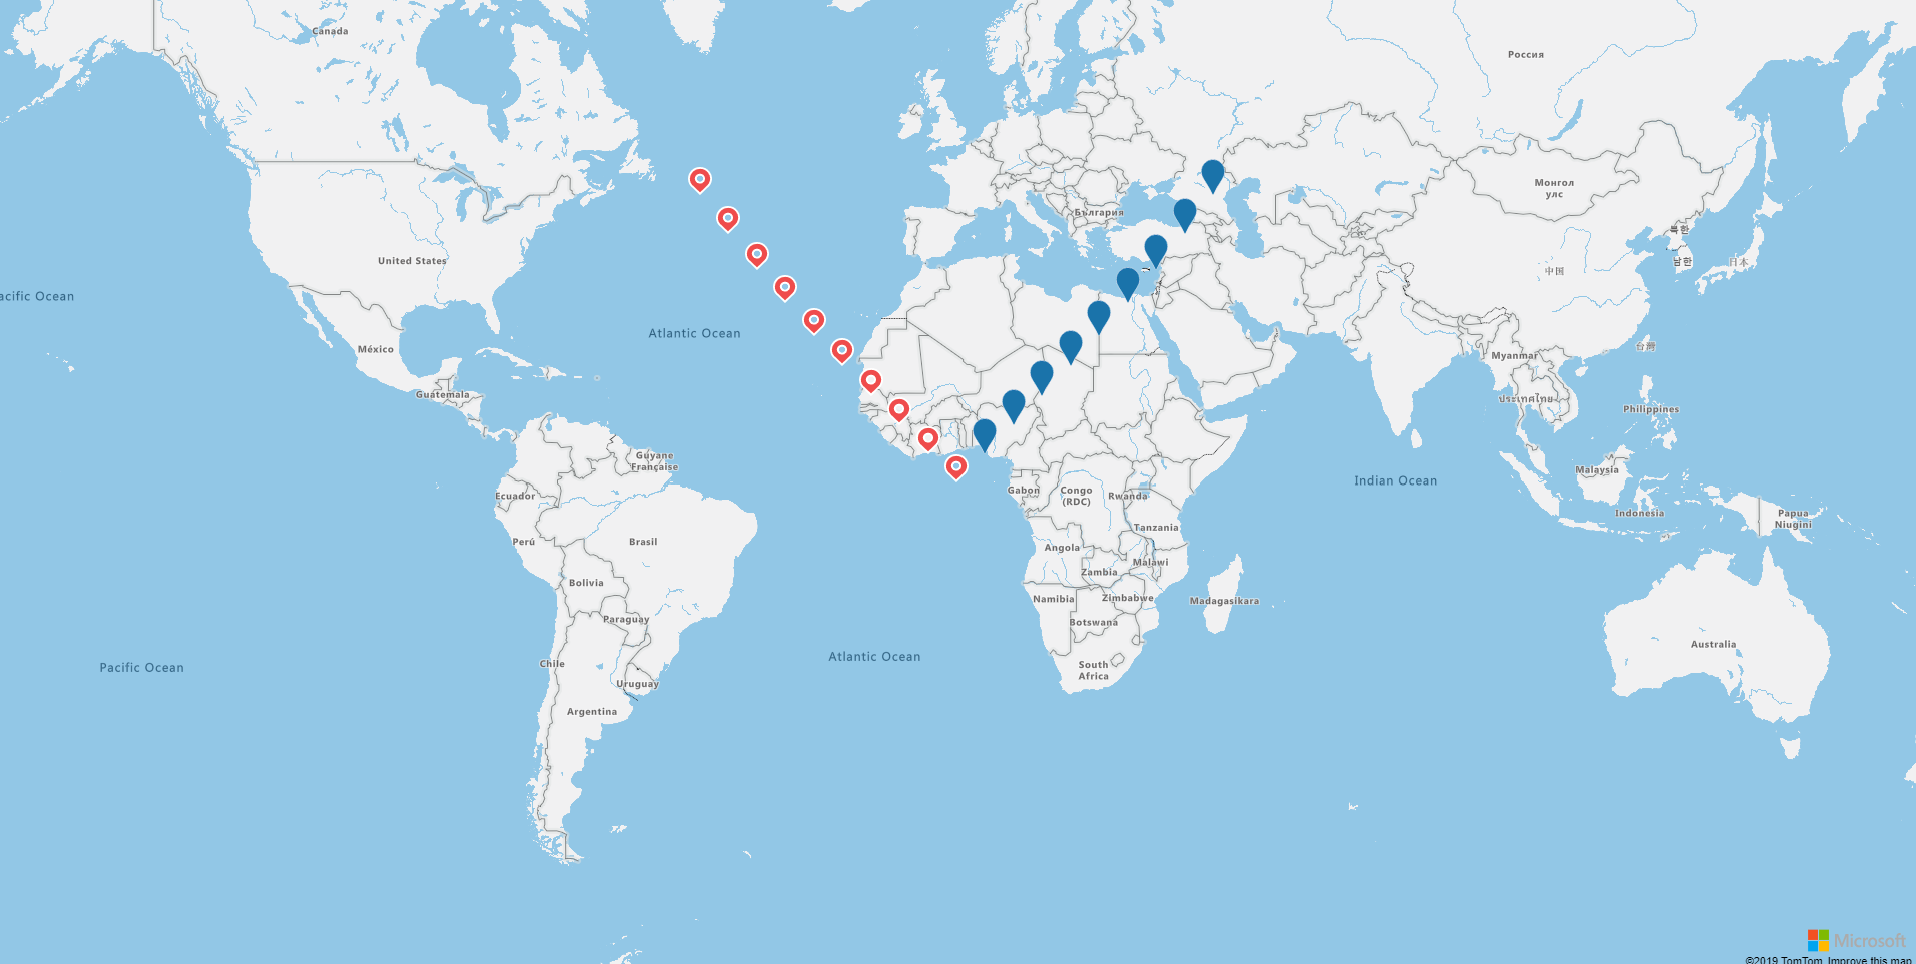 Canada
Россия
Монгол
улс
България
United States
북한
남한
日本
中国
acific Ocean
Atlantic Ocean
México
台灣
Myanmar
Guatemala
ประเทศไทย
Philippines
Guyane
Française
Malaysia
Indian Ocean
Ecuador
Gabon
Congo
(RDC)
Rwanda
Indonesia
Papua
Niugini
Tanzania
Perú
Brasil
Angola
Malawi
Zambia
Bolivia
Namibia
Zimbabwe
Madagasikara
Paraguay
Botswana
Australia
Atlantic Ocean
Pacific Ocean
Chile
South
Africa
Uruguay
Argentina
Microsoft
©2019 TomTom Improve this map